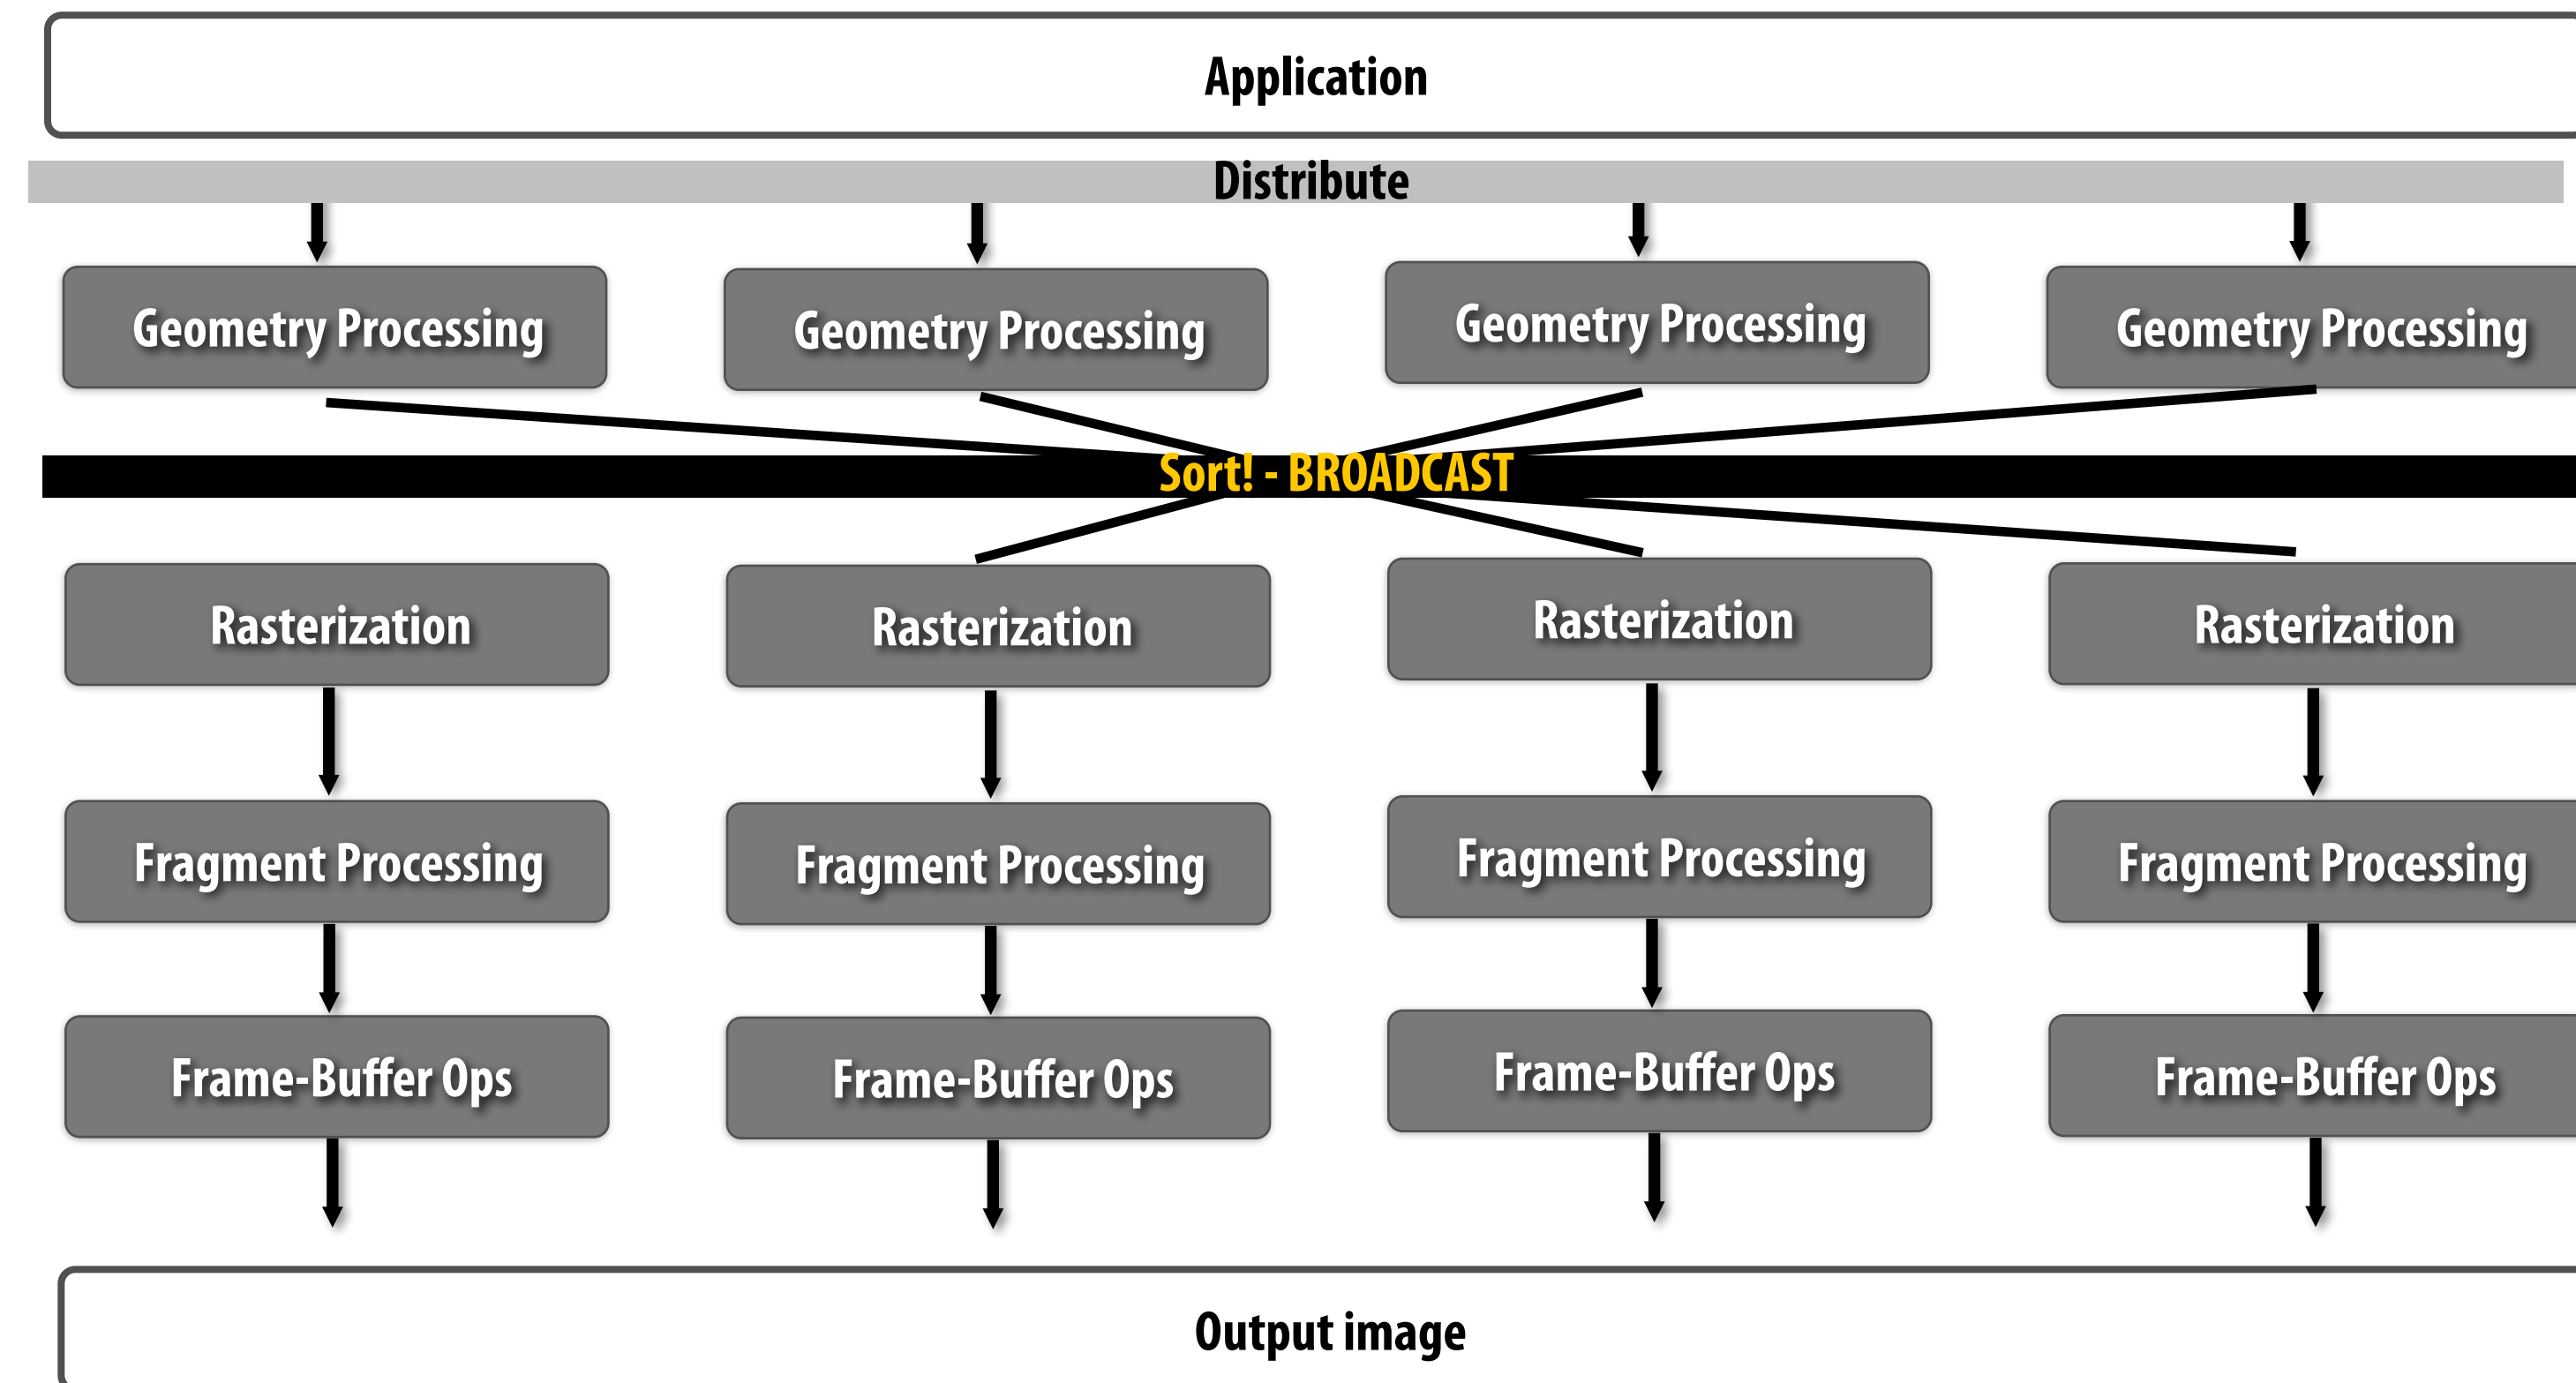 Application
Distribute
Geometry Processing
Geometry Processing
Geometry Processing
Geometry Processing
Sort! - BROADCAST
Rasterization
Rasterization
Rasterization
Rasterization
Fragment Processing
Fragment Processing
Fragment Processing
Fragment Processing
Frame-Buffer Ops
Frame-Buffer Ops
Frame-Buffer Ops
Frame-Buffer Ops
Output image